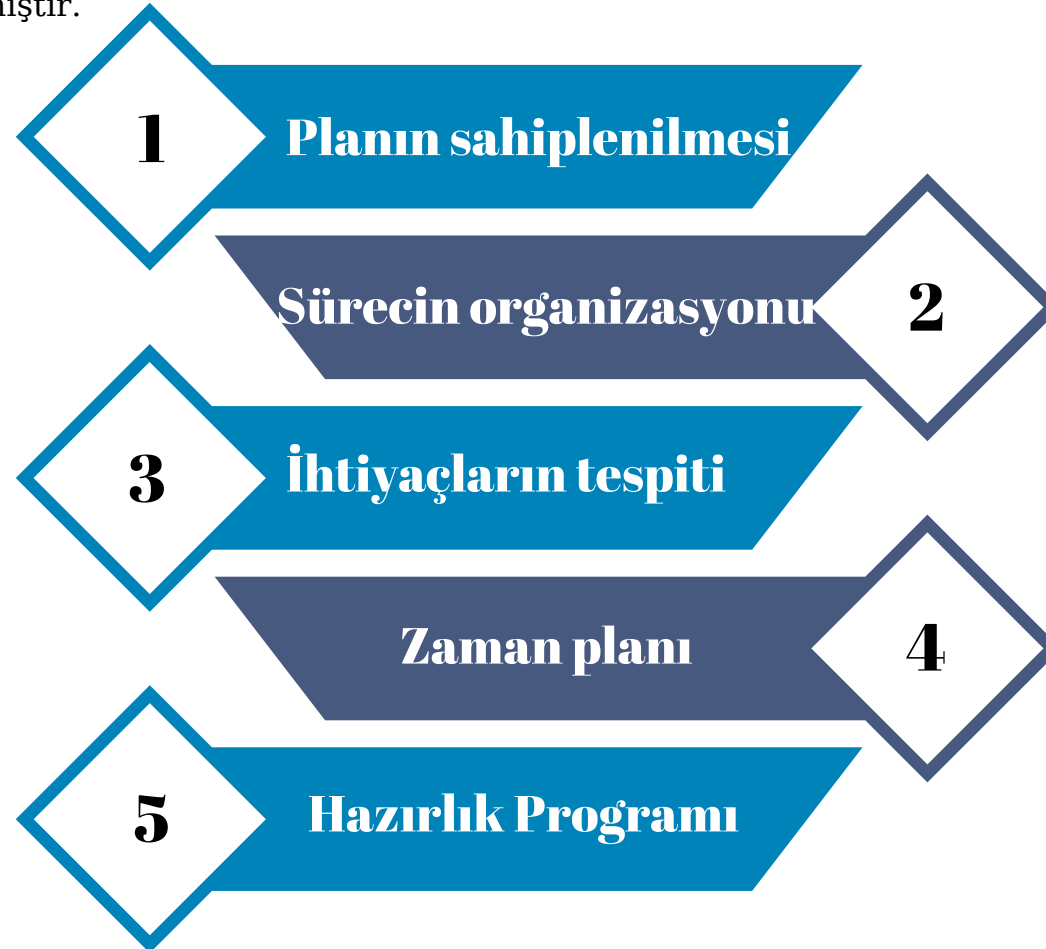 1
Planın sahiplenilmesi
Sürecin organizasyonu
2
3
İhtiyaçların tespiti
Zaman planı
4
5
Hazırlık Programı